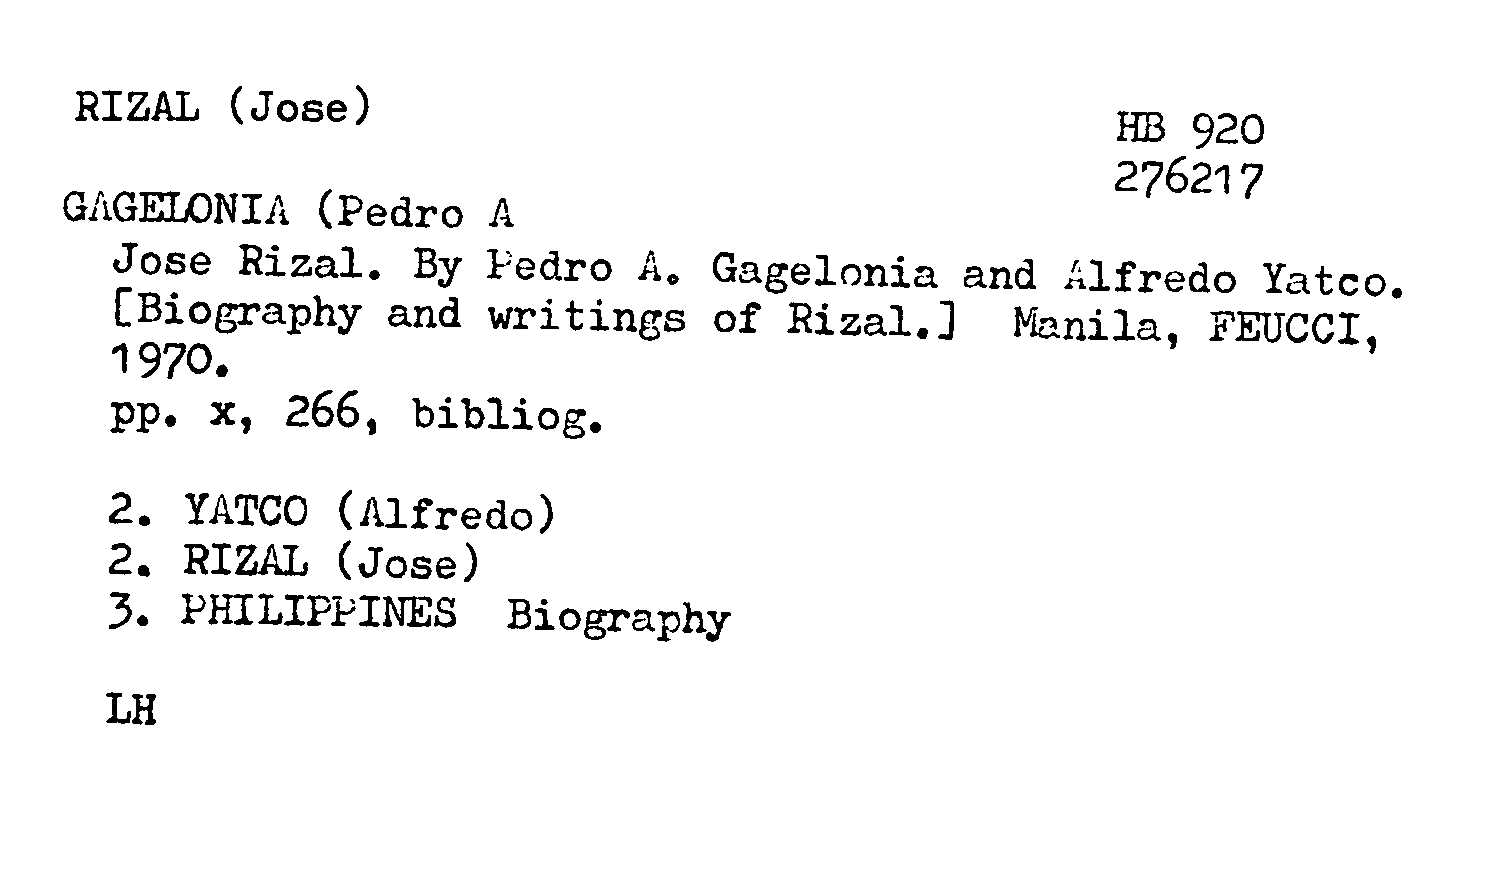 RIZAL (Jose)
HB 920
276217
GAGELONIA (Pedro A
Jose Rizal. By Pedro A. Gagelonia and Alfredo Yatco.
[Biography and writings of Rizal.] Manila, FEUCCI,
1970.
pp. x, 266, bibliog.
2. YATCO (Alfredo)
2. RIZAL (Jose)
3. PHILIPPINES Biography
LH